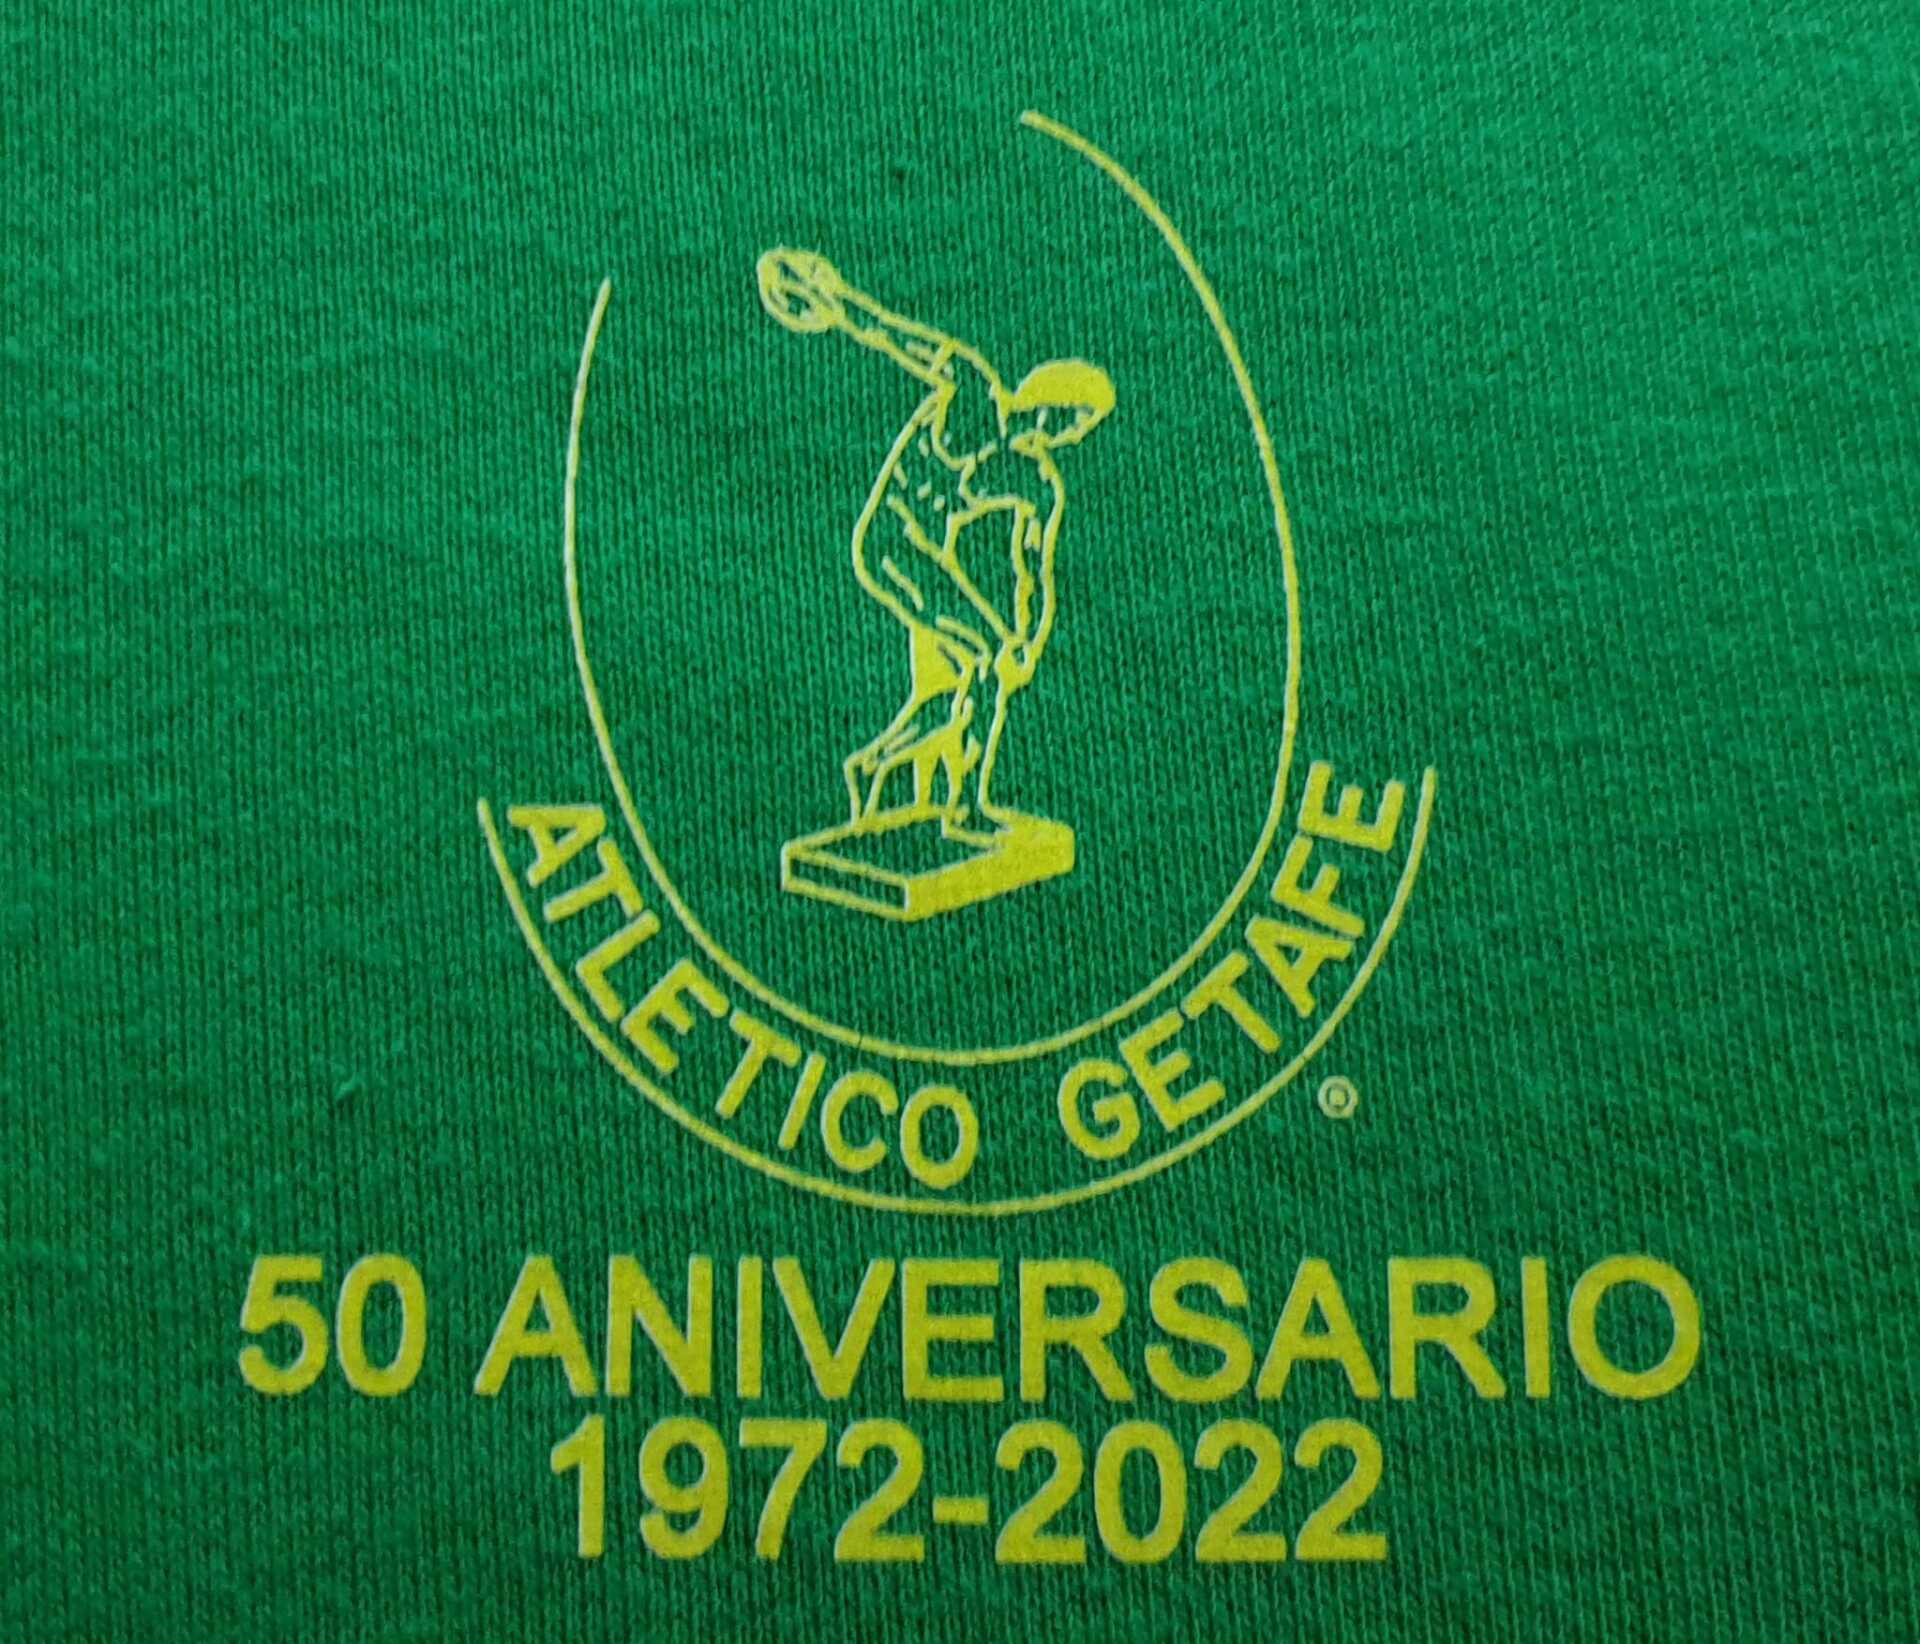 ATLETICO GETAFE
®
50 ANIVERSARIO
1972-2022